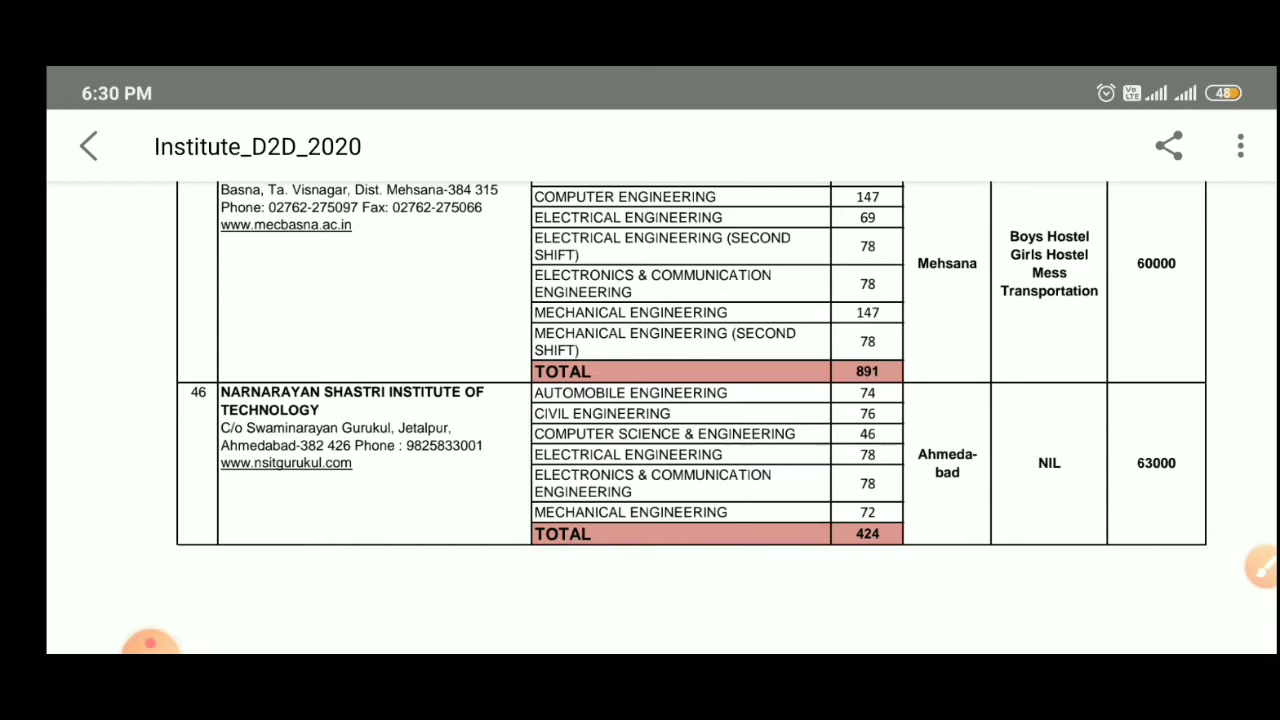 6:30 PM
Vo LTE
48
Institute_D2D_2020
Basna, Ta. Visnagar, Dist. Mehsana-384 315
Phone: 02762-275097 Fax: 02762-275066
www.mecbasna.ac.in
COMPUTER ENGINEERING 147
ELECTRICAL ENGINEERING 69
ELECTRICAL ENGINEERING (SECOND
SHIFT) 78
ELECTRONICS & COMMUNICATION
ENGINEERING 78
MECHANICAL ENGINEERING 147
MECHANICAL ENGINEERING (SECOND
SHIFT) 78
TOTAL 891
Mehsana
Boys Hostel
Girls Hostel
Mess
Transportation
60000
46 NARNARAYAN SHASTRI INSTITUTE OF
TECHNOLOGY
C/o Swaminarayan Gurukul, Jetalpur,
Ahmedabad-382 426 Phone : 9825833001
www.nsitgurukul.com
AUTOMOBILE ENGINEERING 74
CIVIL ENGINEERING 76
COMPUTER SCIENCE & ENGINEERING 46
ELECTRICAL ENGINEERING 78
ELECTRONICS & COMMUNICATION
ENGINEERING 78
MECHANICAL ENGINEERING 72
TOTAL 424
Ahmeda-
bad
NIL
63000